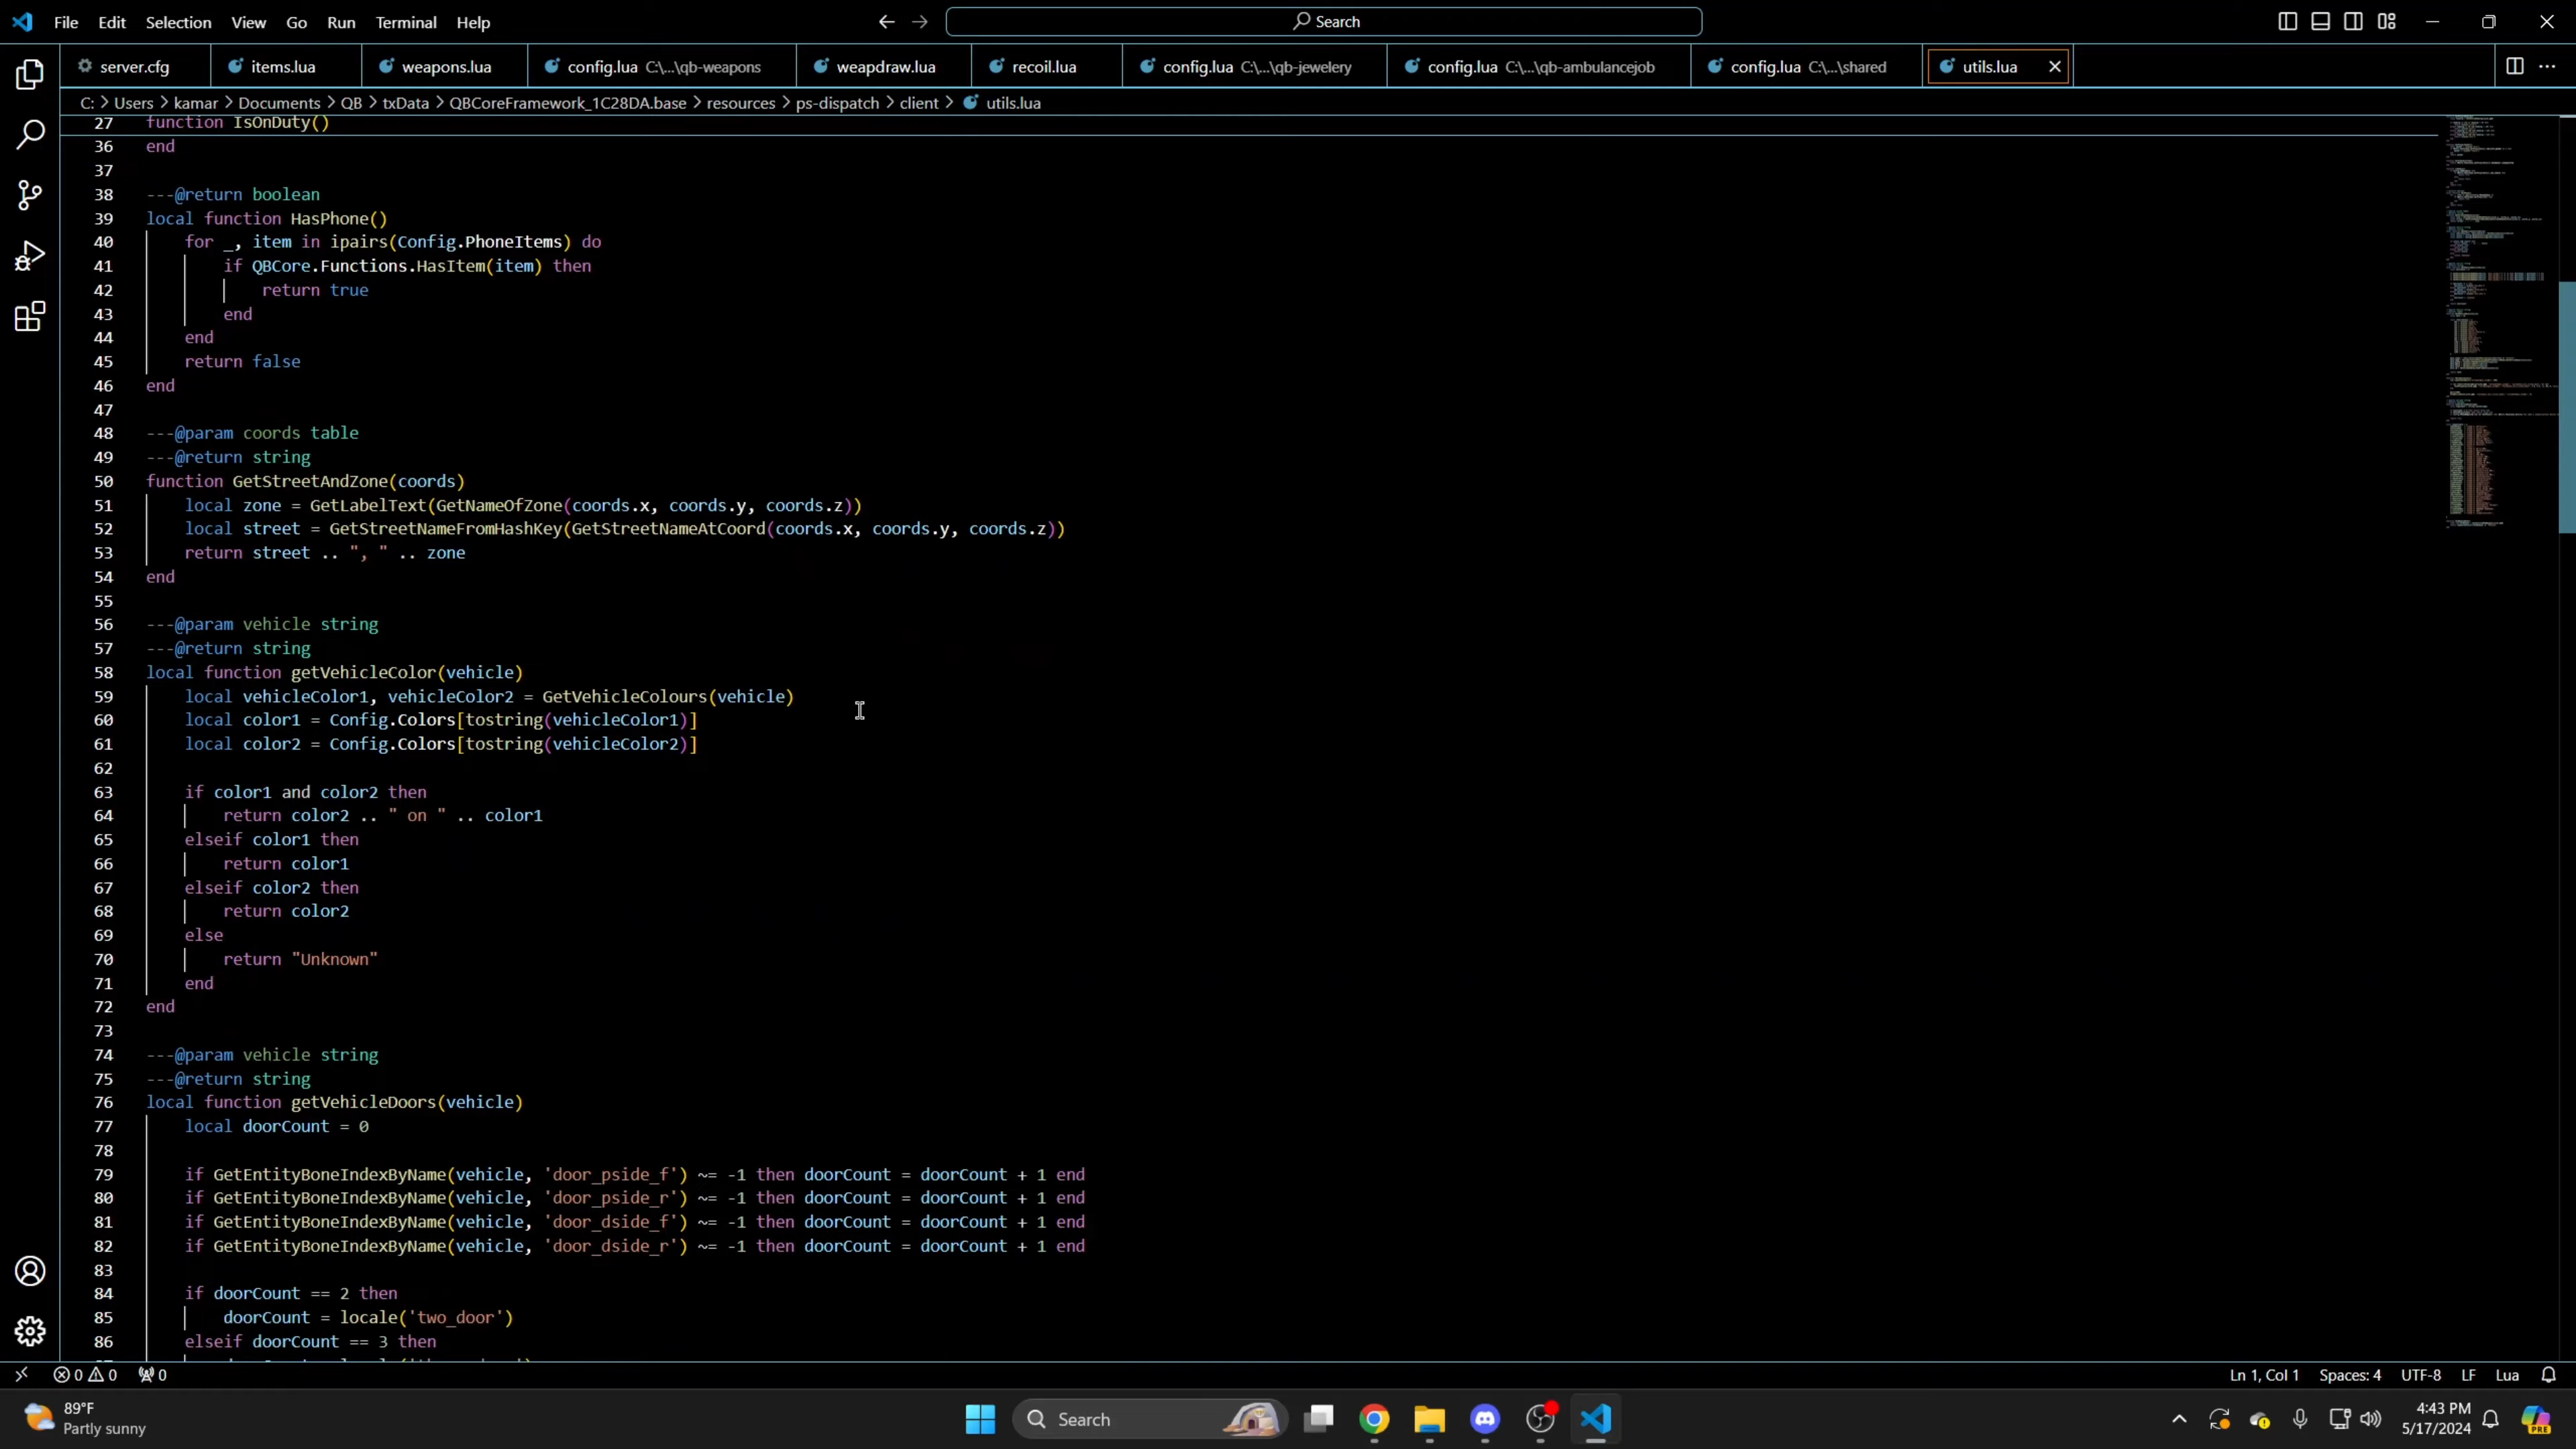 File Edit Selection View Go Run Terminal Help
Search
server.cfg items.lua weapons.lua config.lua C:\...\qb-weapons weapdraw.lua recoil.lua config.lua C:\...\qb-jewelery config.lua C:\...\qb-ambulancejob config.lua C:\...\shared utils.lua
C: > Users > kamar > Documents > QB > txData > QBCoreFramework_1C28DA.base > resources > ps-dispatch > client > utils.lua
27 function IsOnDuty()
36 end
37
38 ---@return boolean
39 local function HasPhone()
40 for _, item in ipairs(Config.PhoneItems) do
41 if QBCore.Functions.HasItem(item) then
42 return true
43 end
44 end
45 return false
46 end
47
48 ---@param coords table
49 ---@return string
50 function GetStreetAndZone(coords)
51 local zone = GetLabelText(GetNameOfZone(coords.x, coords.y, coords.z))
52 local street = GetStreetNameFromHashKey(GetStreetNameAtCoord(coords.x, coords.y, coords.z))
53 return street .. ", " .. zone
54 end
55
56 ---@param vehicle string
57 ---@return string
58 local function getVehicleColor(vehicle)
59 local vehicleColor1, vehicleColor2 = GetVehicleColours(vehicle)
60 local color1 = Config.Colors[tostring(vehicleColor1)]
61 local color2 = Config.Colors[tostring(vehicleColor2)]
62
63 if color1 and color2 then
64 return color2 .. " on " .. color1
65 elseif color1 then
66 return color1
67 elseif color2 then
68 return color2
69 else
70 return "Unknown"
71 end
72 end
73
74 ---@param vehicle string
75 ---@return string
76 local function getVehicleDoors(vehicle)
77 local doorCount = 0
78
79 if GetEntityBoneIndexByName(vehicle, 'door_pside_f') ~= -1 then doorCount = doorCount + 1 end
80 if GetEntityBoneIndexByName(vehicle, 'door_pside_r') ~= -1 then doorCount = doorCount + 1 end
81 if GetEntityBoneIndexByName(vehicle, 'door_dside_f') ~= -1 then doorCount = doorCount + 1 end
82 if GetEntityBoneIndexByName(vehicle, 'door_dside_r') ~= -1 then doorCount = doorCount + 1 end
83
84 if doorCount == 2 then
85 doorCount = locale('two_door')
86 elseif doorCount == 3 then
0 0 0 Ln 1, Col 1 Spaces: 4 UTF-8 LF Lua
89°F
Partly sunny
Search
4:43 PM
5/17/2024
PRE